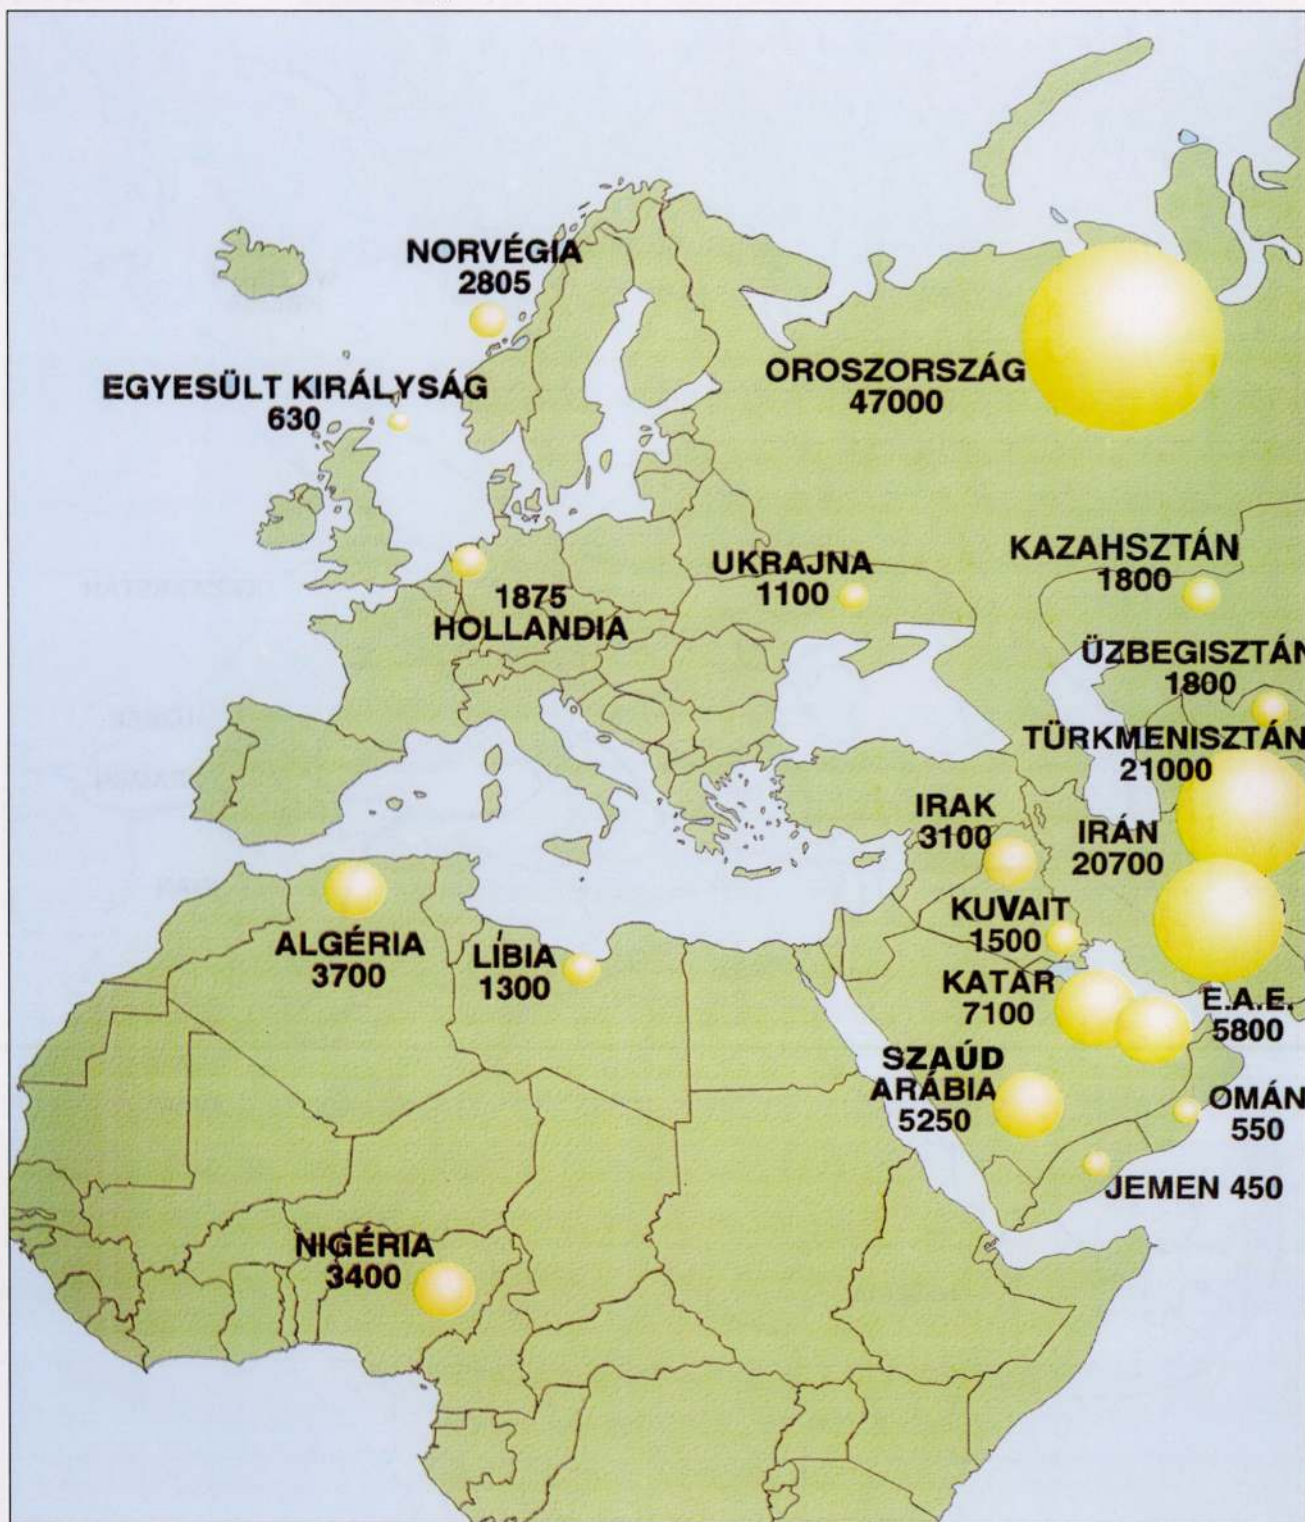 NORVÉGIA
2805
EGYESÜLT KIRÁLYSÁG
630
OROSZORSZÁG
47000
KAZAHSZTÁN
1800
UKRAJNA
1100
1875
HOLLANDIA
ÜZBEGISZTÁN
1800
TÜRKMENISZTÁN
21000
IRAK
3100
IRÁN
20700
KUVAIT
1500
ALGÉRIA
3700
LÍBIA
1300
KATAR
7100
E.A.E.
5800
SZAÚD
ARÁBIA
5250
OMÁN
550
JEMEN 450
NIGÉRIA
3400